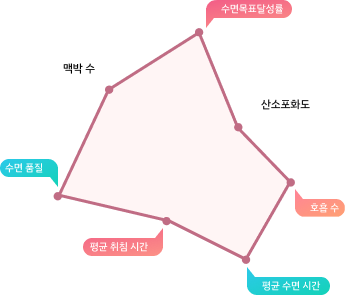 수면목표달성률
맥박 수
산소포화도
수면 품질
호흡 수
평균 취침 시간
평균 수면 시간